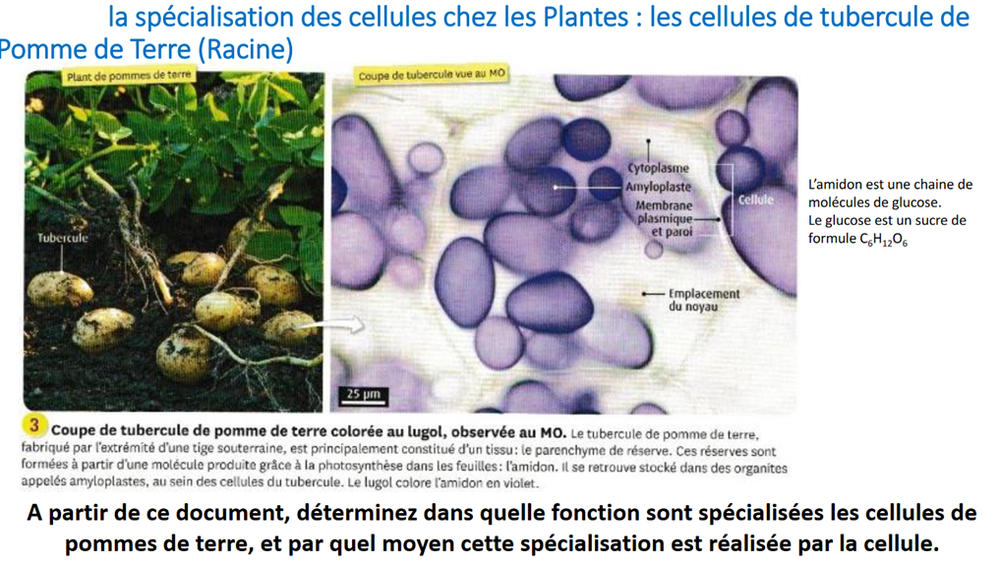 la spécialisation des cellules chez les Plantes : les cellules de tubercule de
Pomme de Terre (Racine)
Plant de pommes de terre
Coupe de tubercule vue au MO
Cytoplasme
Amyloplaste
Membrane
plasmique
et paroi
Cellule
Tubercule
Emplacement
du noyau
25 µm
L'amidon est une chaine de
molécules de glucose.
Le glucose est un sucre de
formule C₆H₁₂O₆
3 Coupe de tubercule de pomme de terre colorée au lugol, observée au MO. Le tubercule de pomme de terre,
fabriqué par l'extrémité d'une tige souterraine, est principalement constitué d'un tissu : le parenchyme de réserve. Ces réserves sont
formées à partir d'une molécule produite grâce à la photosynthèse dans les feuilles : l'amidon. Il se retrouve stocké dans des organites
appelés amyloplastes, au sein des cellules du tubercule. Le lugol colore l'amidon en violet.
A partir de ce document, déterminez dans quelle fonction sont spécialisées les cellules de
pommes de terre, et par quel moyen cette spécialisation est réalisée par la cellule.